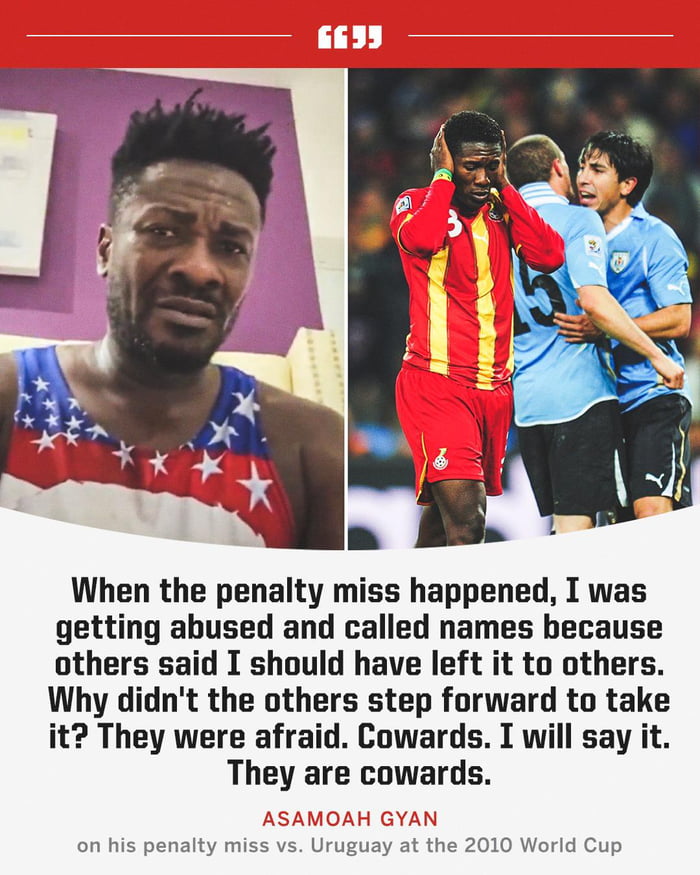 When the penalty miss happened, I was
getting abused and called names because
others said I should have left it to others.
Why didn't the others step forward to take
it? They were afraid. Cowards. I will say it.
They are cowards.
ASAMOAH GYAN
on his penalty miss vs. Uruguay at the 2010 World Cup